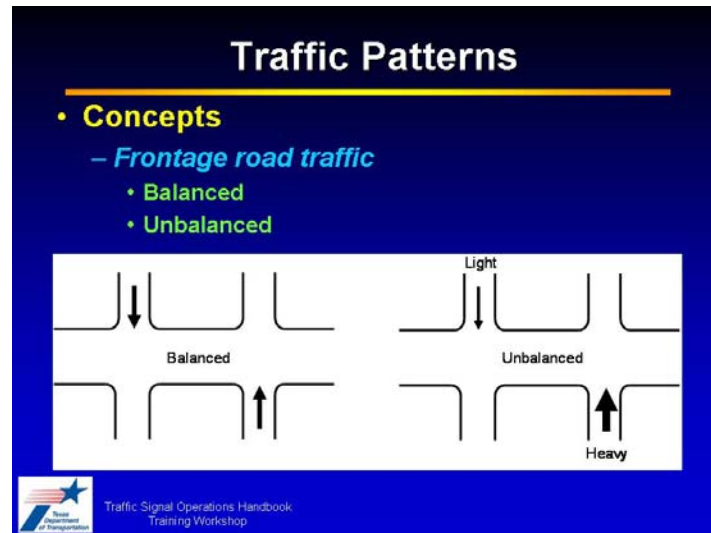 Traffic Patterns
• Concepts
– Frontage road traffic
• Balanced
• Unbalanced
Light
Balanced
Unbalanced
Heavy
Texas
Department
of Transportation
Traffic Signal Operations Handbook
Training Workshop